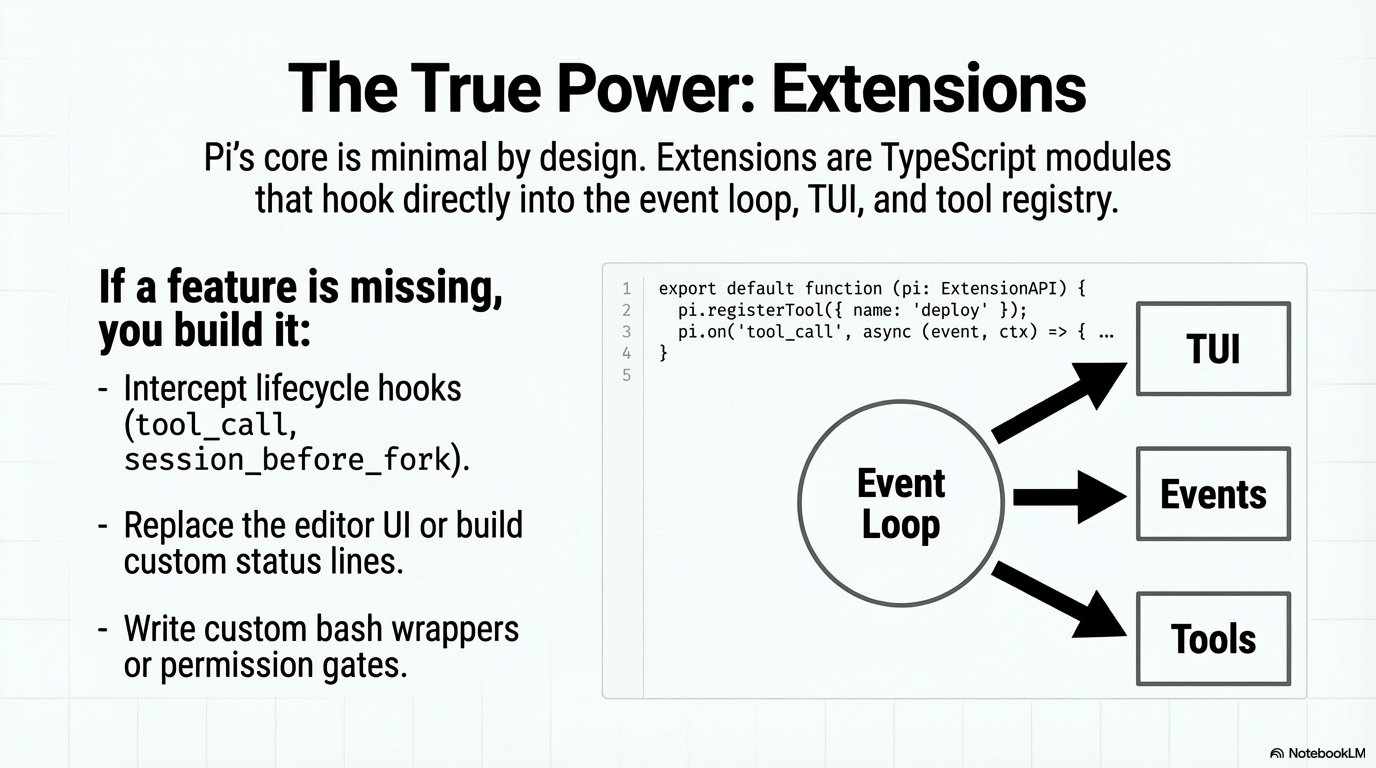 The True Power: Extensions
Pi’s core is minimal by design. Extensions are TypeScript modules
that hook directly into the event loop, TUI, and tool registry.
If a feature is missing,
you build it:
- Intercept lifecycle hooks
(tool_call,
session_before_fork).
- Replace the editor UI or build
custom status lines.
- Write custom bash wrappers
or permission gates.
1 export default function (pi: ExtensionAPI) {
2   pi.registerTool({ name: 'deploy' });
3   pi.on('tool_call', async (event, ctx) => { ...
4 }
5
TUI
Event
Loop
Events
Tools
NotebookLM